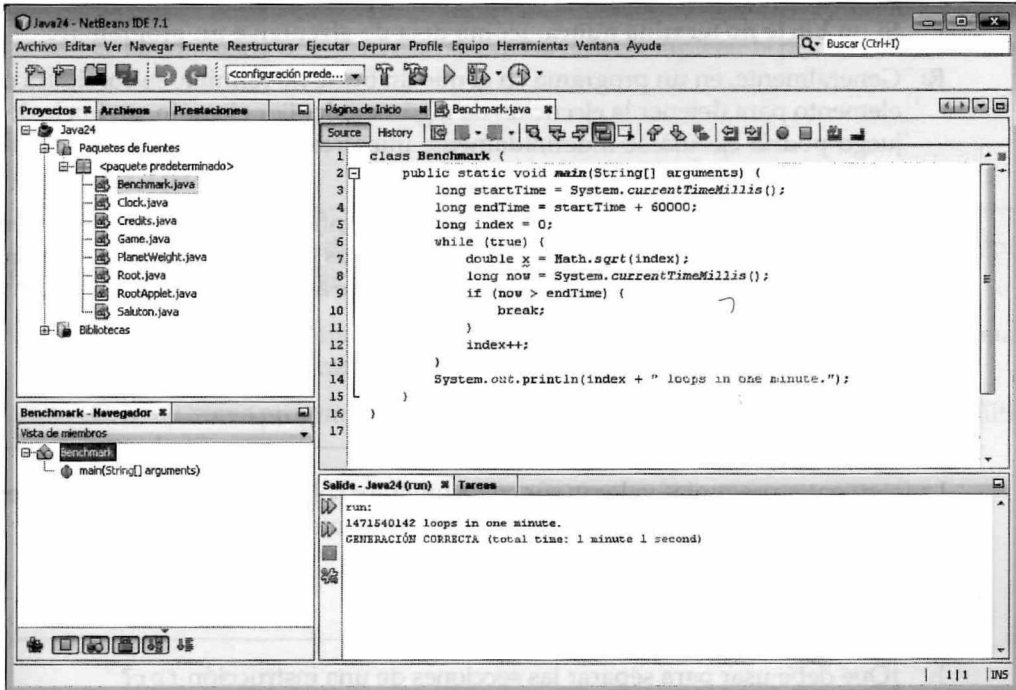 Java24 - NetBeans IDE 7.1
Archivo Editar Ver Navegar Fuente Reestructurar Ejecutar Depurar Profile Equipo Herramientas Ventana Ayuda
Buscar (Ctrl+I)
<configuración prede...
Proyectos Archivos Prestaciones
Java24
Paquetes de fuentes
<paquete predeterminado>
Benchmark.java
Clock.java
Credits.java
Game.java
PlanetWeight.java
Root.java
RootApplet.java
Saluton.java
Bibliotecas
Benchmark - Navegador
Vista de miembros
Benchmark
main(String[] arguments)
Página de Inicio Benchmark.java
Source History
1 class Benchmark {
2 public static void main(String[] arguments) {
3 long startTime = System.currentTimeMillis();
4 long endTime = startTime + 60000;
5 long index = 0;
6 while (true) {
7 double x = Math.sqrt(index);
8 long now = System.currentTimeMillis();
9 if (now > endTime) {
10 break;
11 }
12 index++;
13 }
14 System.out.println(index + " loops in one minute.");
15 }
16 }
17
Salida - Java24 (run) Tareas
run:
1471540142 loops in one minute.
GENERACIÓN CORRECTA (total time: 1 minute 1 second)
1|1 INS